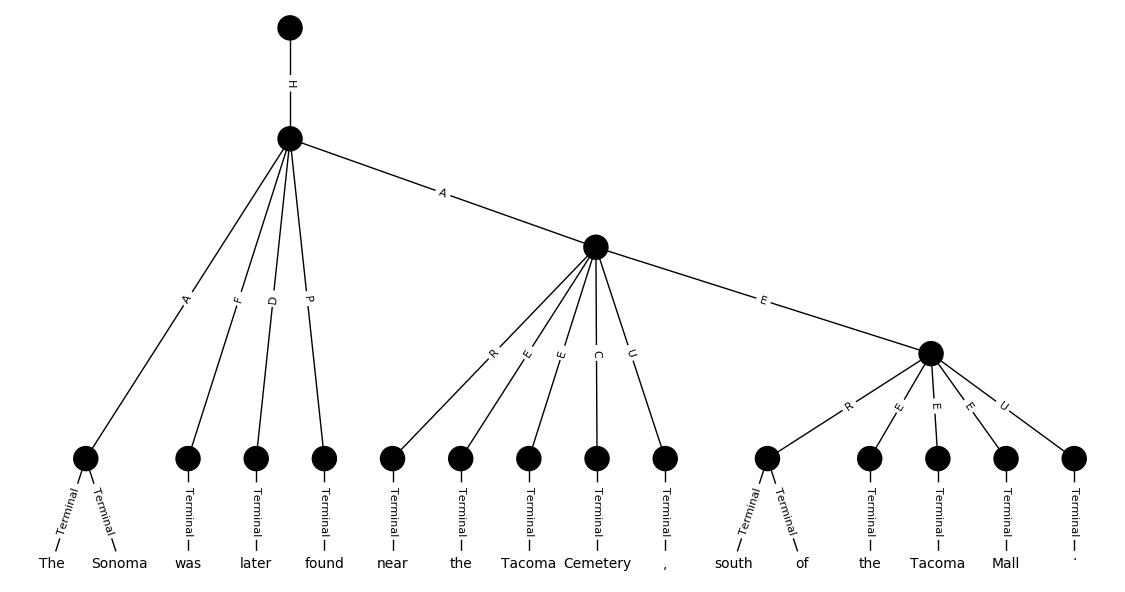 H
A
A F D P
E
R E E C U
R E E E U
Terminal Terminal Terminal Terminal Terminal Terminal Terminal Terminal Terminal Terminal Terminal Terminal Terminal Terminal Terminal Terminal
The Sonoma was later found near the Tacoma Cemetery , south of the Tacoma Mall .